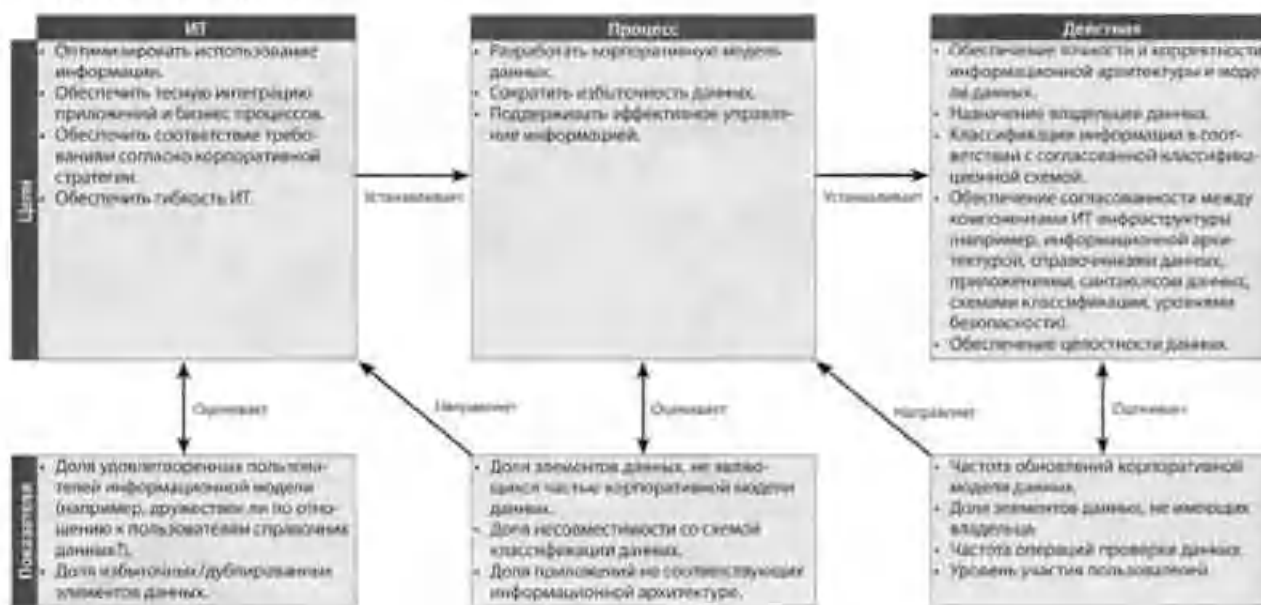 ИТ
Цели
• Оптимизировать использование
информации.
• Обеспечить тесную интеграцию
приложений и бизнес процессов.
• Обеспечить соответствие требо-
ваниям согласно корпоративной
стратегии.
• Обеспечить гибкость ИТ.
Устанавливает
Процесс
• Разработать корпоративную модель
данных.
• Сократить избыточность данных.
• Поддерживать эффективное управле-
ние информацией.
Устанавливает
Действия
• Обеспечение точности и корректности
информационной архитектуры и моде-
ли данных.
• Назначение владельцев данных.
• Классификация информации в соот-
ветствии с согласованной классифика-
ционной схемой.
• Обеспечение согласованности между
компонентами ИТ инфраструктуры
(например, информационной архи-
тектурой, справочниками данных,
приложениями, данных,
схемами классификации, уровнями
безопасности).
• Обеспечение целостности данных.
Оценивает
Направляет
Оценивает
Направляет
Оценивает
Показатели
• Доля удовлетворенных пользова-
телей информационной модели
(например, дружествен ли по отно-
шению к пользователям справочник
данных?).
• Доля избыточных/дублированных
элементов данных.
• Доля элементов данных, не являю-
щихся частью корпоративной модели
данных.
• Доля несовместимости со схемой
классификации данных.
• Доля приложений не соответствующих
информационной архитектуре.
• Частота обновлений корпоративной
модели данных.
• Доля элементов данных, не имеющих
владельца.
• Частота операций проверки данных.
• Уровень участия пользователей.